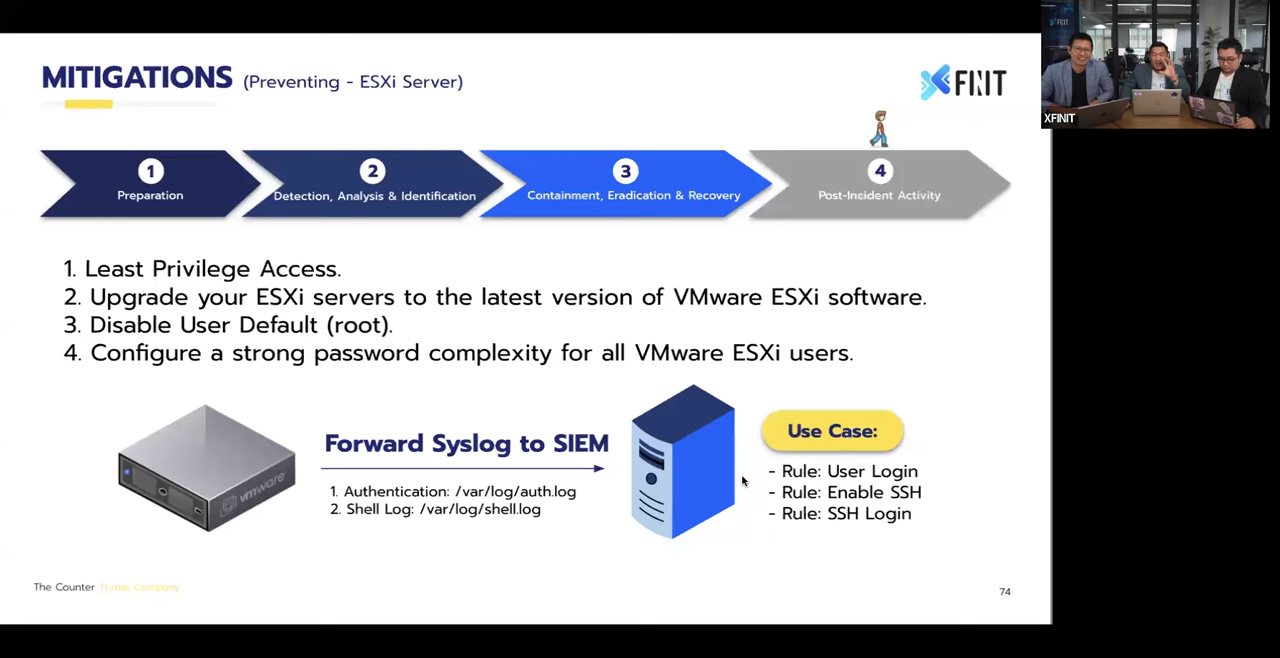 MITIGATIONS (Preventing - ESXi Server)
XFINIT
XFINIT
XFINIT
1
Preparation
2
Detection, Analysis & Identification
3
Containment, Eradication & Recovery
4
Post-Incident Activity
1. Least Privilege Access.
2. Upgrade your ESXi servers to the latest version of VMware ESXi software.
3. Disable User Default (root).
4. Configure a strong password complexity for all VMware ESXi users.
vmware
Forward Syslog to SIEM
1. Authentication: /var/log/auth.log
2. Shell Log: /var/log/shell.log
Use Case:
- Rule: User Login
- Rule: Enable SSH
- Rule: SSH Login
The Counter Threat Company
74